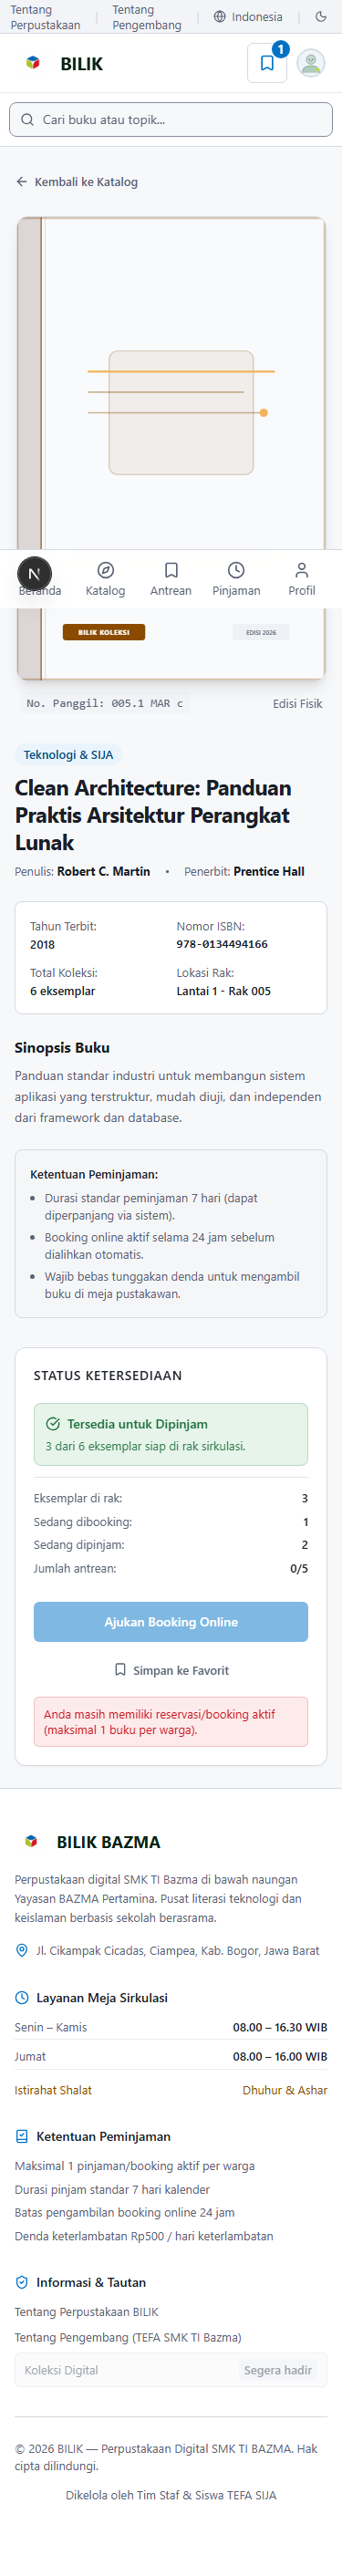 Tentang
Perpustakaan
Tentang
Pengembang
Indonesia
BILIK
1
Cari buku atau topik...
Kembali ke Katalog
N
Beranda
Katalog
Antrean
Pinjaman
Profil
BILIK KOLEKSI
EDISI 2026
No. Panggil: 005.1 MAR c
Edisi Fisik
Teknologi & SIJA
Clean Architecture: Panduan
Praktis Arsitektur Perangkat
Lunak
Penulis: Robert C. Martin • Penerbit: Prentice Hall
Tahun Terbit:
2018
Nomor ISBN:
978-0134494166
Total Koleksi:
6 eksemplar
Lokasi Rak:
Lantai 1 - Rak 005
Sinopsis Buku
Panduan standar industri untuk membangun sistem
aplikasi yang terstruktur, mudah diuji, dan independen
dari framework dan database.
Ketentuan Peminjaman:
• Durasi standar peminjaman 7 hari (dapat
diperpanjang via sistem).
• Booking online aktif selama 24 jam sebelum
dialihkan otomatis.
• Wajib bebas tunggakan denda untuk mengambil
buku di meja pustakawan.
STATUS KETERSEDIAAN
Tersedia untuk Dipinjam
3 dari 6 eksemplar siap di rak sirkulasi.
Eksemplar di rak: 3
Sedang dibooking: 1
Sedang dipinjam: 2
Jumlah antrean: 0/5
Ajukan Booking Online
Simpan ke Favorit
Anda masih memiliki reservasi/booking aktif
(maksimal 1 buku per warga).
BILIK BAZMA
Perpustakaan digital SMK TI Bazma di bawah naungan
Yayasan BAZMA Pertamina. Pusat literasi teknologi dan
keislaman berbasis sekolah berasrama.
Jl. Cikampak Cicadas, Ciampea, Kab. Bogor, Jawa Barat
Layanan Meja Sirkulasi
Senin – Kamis 08.00 – 16.30 WIB
Jumat 08.00 – 16.00 WIB
Istirahat Shalat Dhuhur & Ashar
Ketentuan Peminjaman
Maksimal 1 pinjaman/booking aktif per warga
Durasi pinjam standar 7 hari kalender
Batas pengambilan booking online 24 jam
Denda keterlambatan Rp500 / hari keterlambatan
Informasi & Tautan
Tentang Perpustakaan BILIK
Tentang Pengembang (TEFA SMK TI Bazma)
Koleksi Digital Segera hadir
© 2026 BILIK — Perpustakaan Digital SMK TI BAZMA. Hak
cipta dilindungi.
Dikelola oleh Tim Staf & Siswa TEFA SIJA